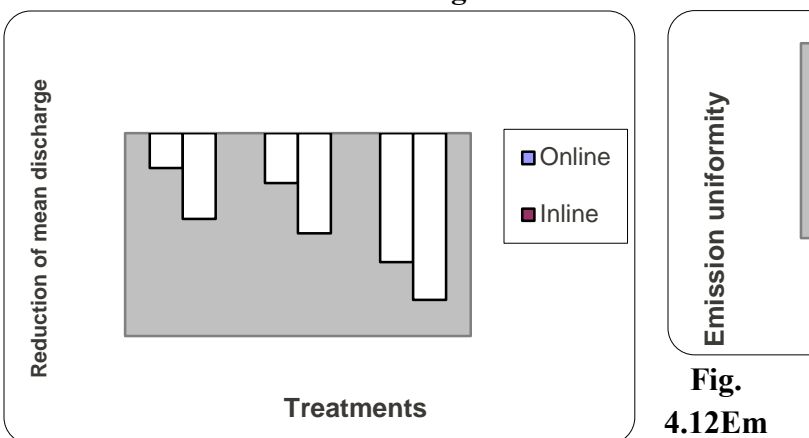 Reduction of mean discharge
Online
Inline
Treatments
Emission uniformity
Fig.
4.12Em